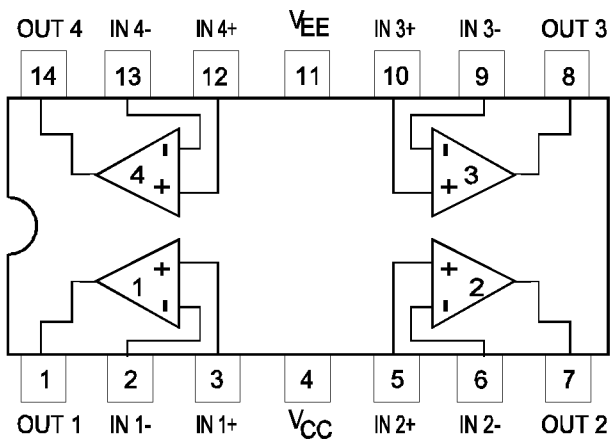 OUT 4 IN 4- IN 4+ VEE IN 3+ IN 3- OUT 3
14 13 12 11 10 9 8
- -
4 3
+ +
+ +
1 2
- -
1 2 3 4 5 6 7
OUT 1 IN 1- IN 1+ VCC IN 2+ IN 2- OUT 2